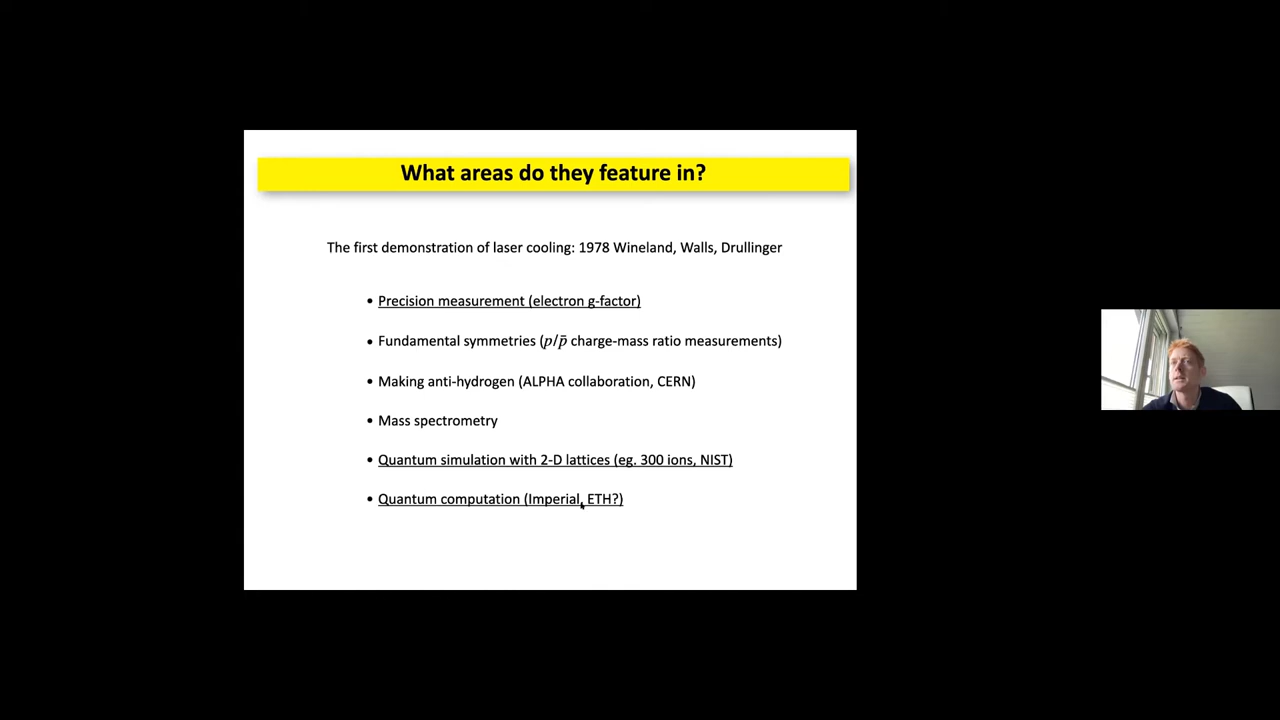 What areas do they feature in?
The first demonstration of laser cooling: 1978 Wineland, Walls, Drullinger
• Precision measurement (electron g-factor)
• Fundamental symmetries (p/p̄ charge-mass ratio measurements)
• Making anti-hydrogen (ALPHA collaboration, CERN)
• Mass spectrometry
• Quantum simulation with 2-D lattices (eg. 300 ions, NIST)
• Quantum computation (Imperial, ETH?)